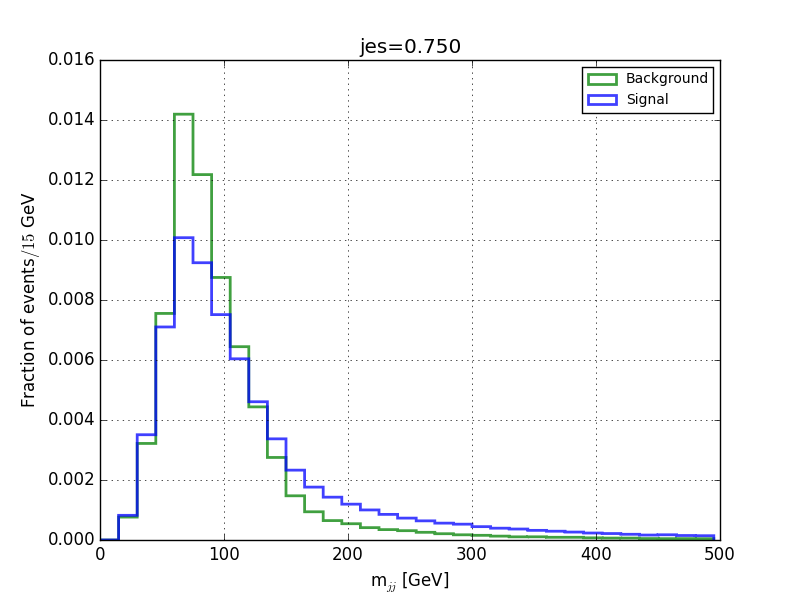 jes=0.750
0.016
0.014
0.012
0.010
0.008
0.006
0.004
0.002
0.000
Fraction of events/15 GeV
Background
Signal
0 100 200 300 400 500
m_jj [GeV]